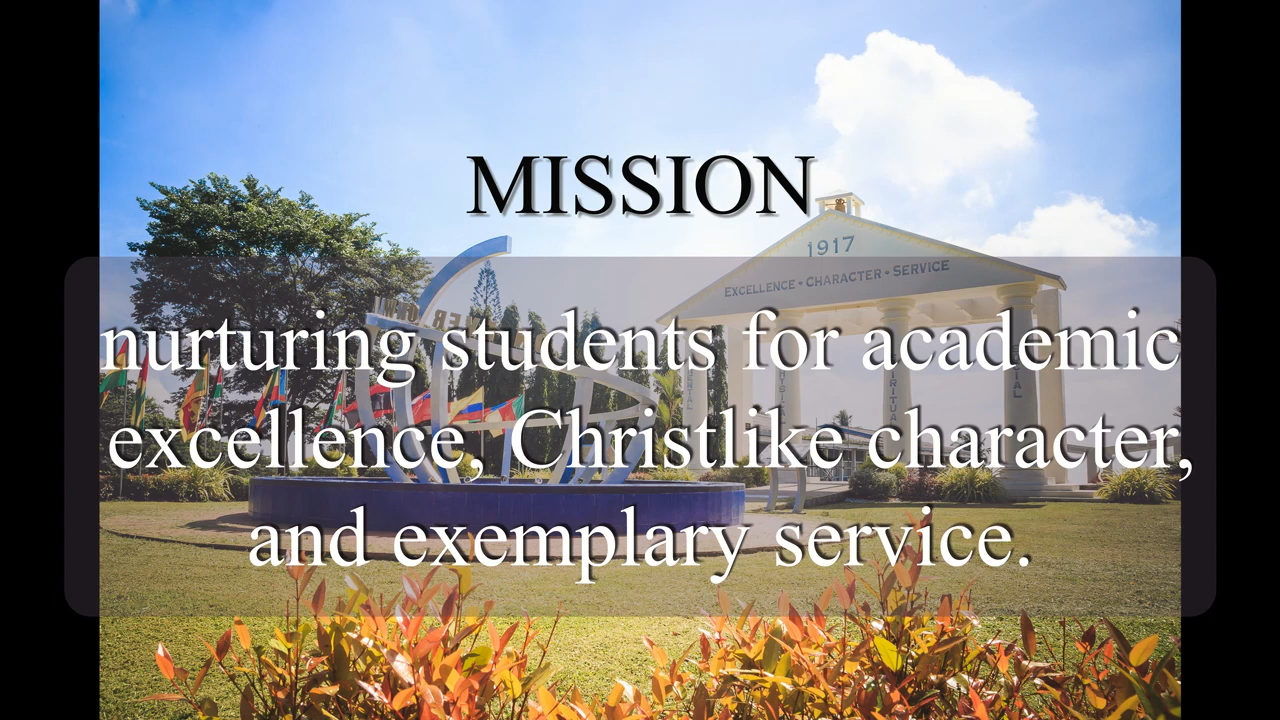 MISSION
1917
EXCELLENCE • CHARACTER • SERVICE
nurturing students for academic
excellence, Christlike character,
and exemplary service.